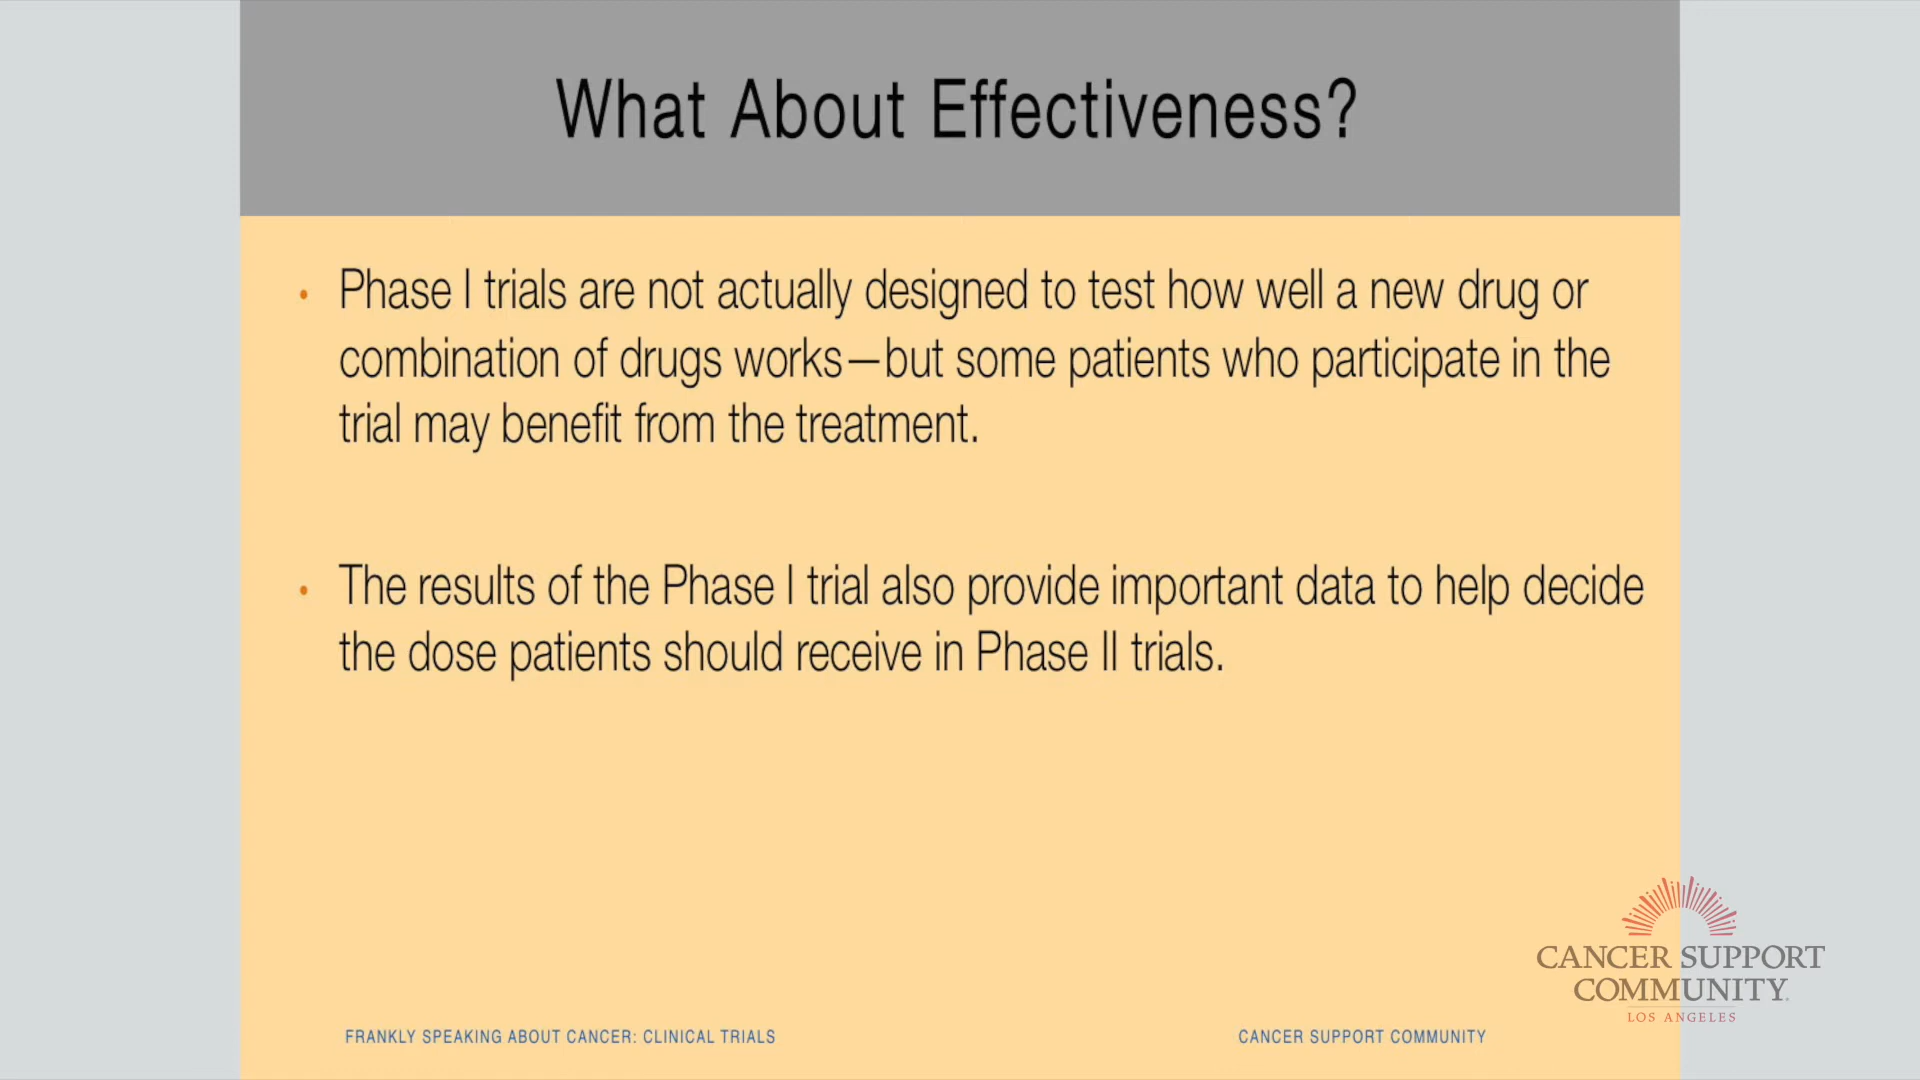 What About Effectiveness?
• Phase I trials are not actually designed to test how well a new drug or
combination of drugs works—but some patients who participate in the
trial may benefit from the treatment.
• The results of the Phase I trial also provide important data to help decide
the dose patients should receive in Phase II trials.
CANCER SUPPORT
COMMUNITY.
LOS ANGELES
FRANKLY SPEAKING ABOUT CANCER: CLINICAL TRIALS
CANCER SUPPORT COMMUNITY